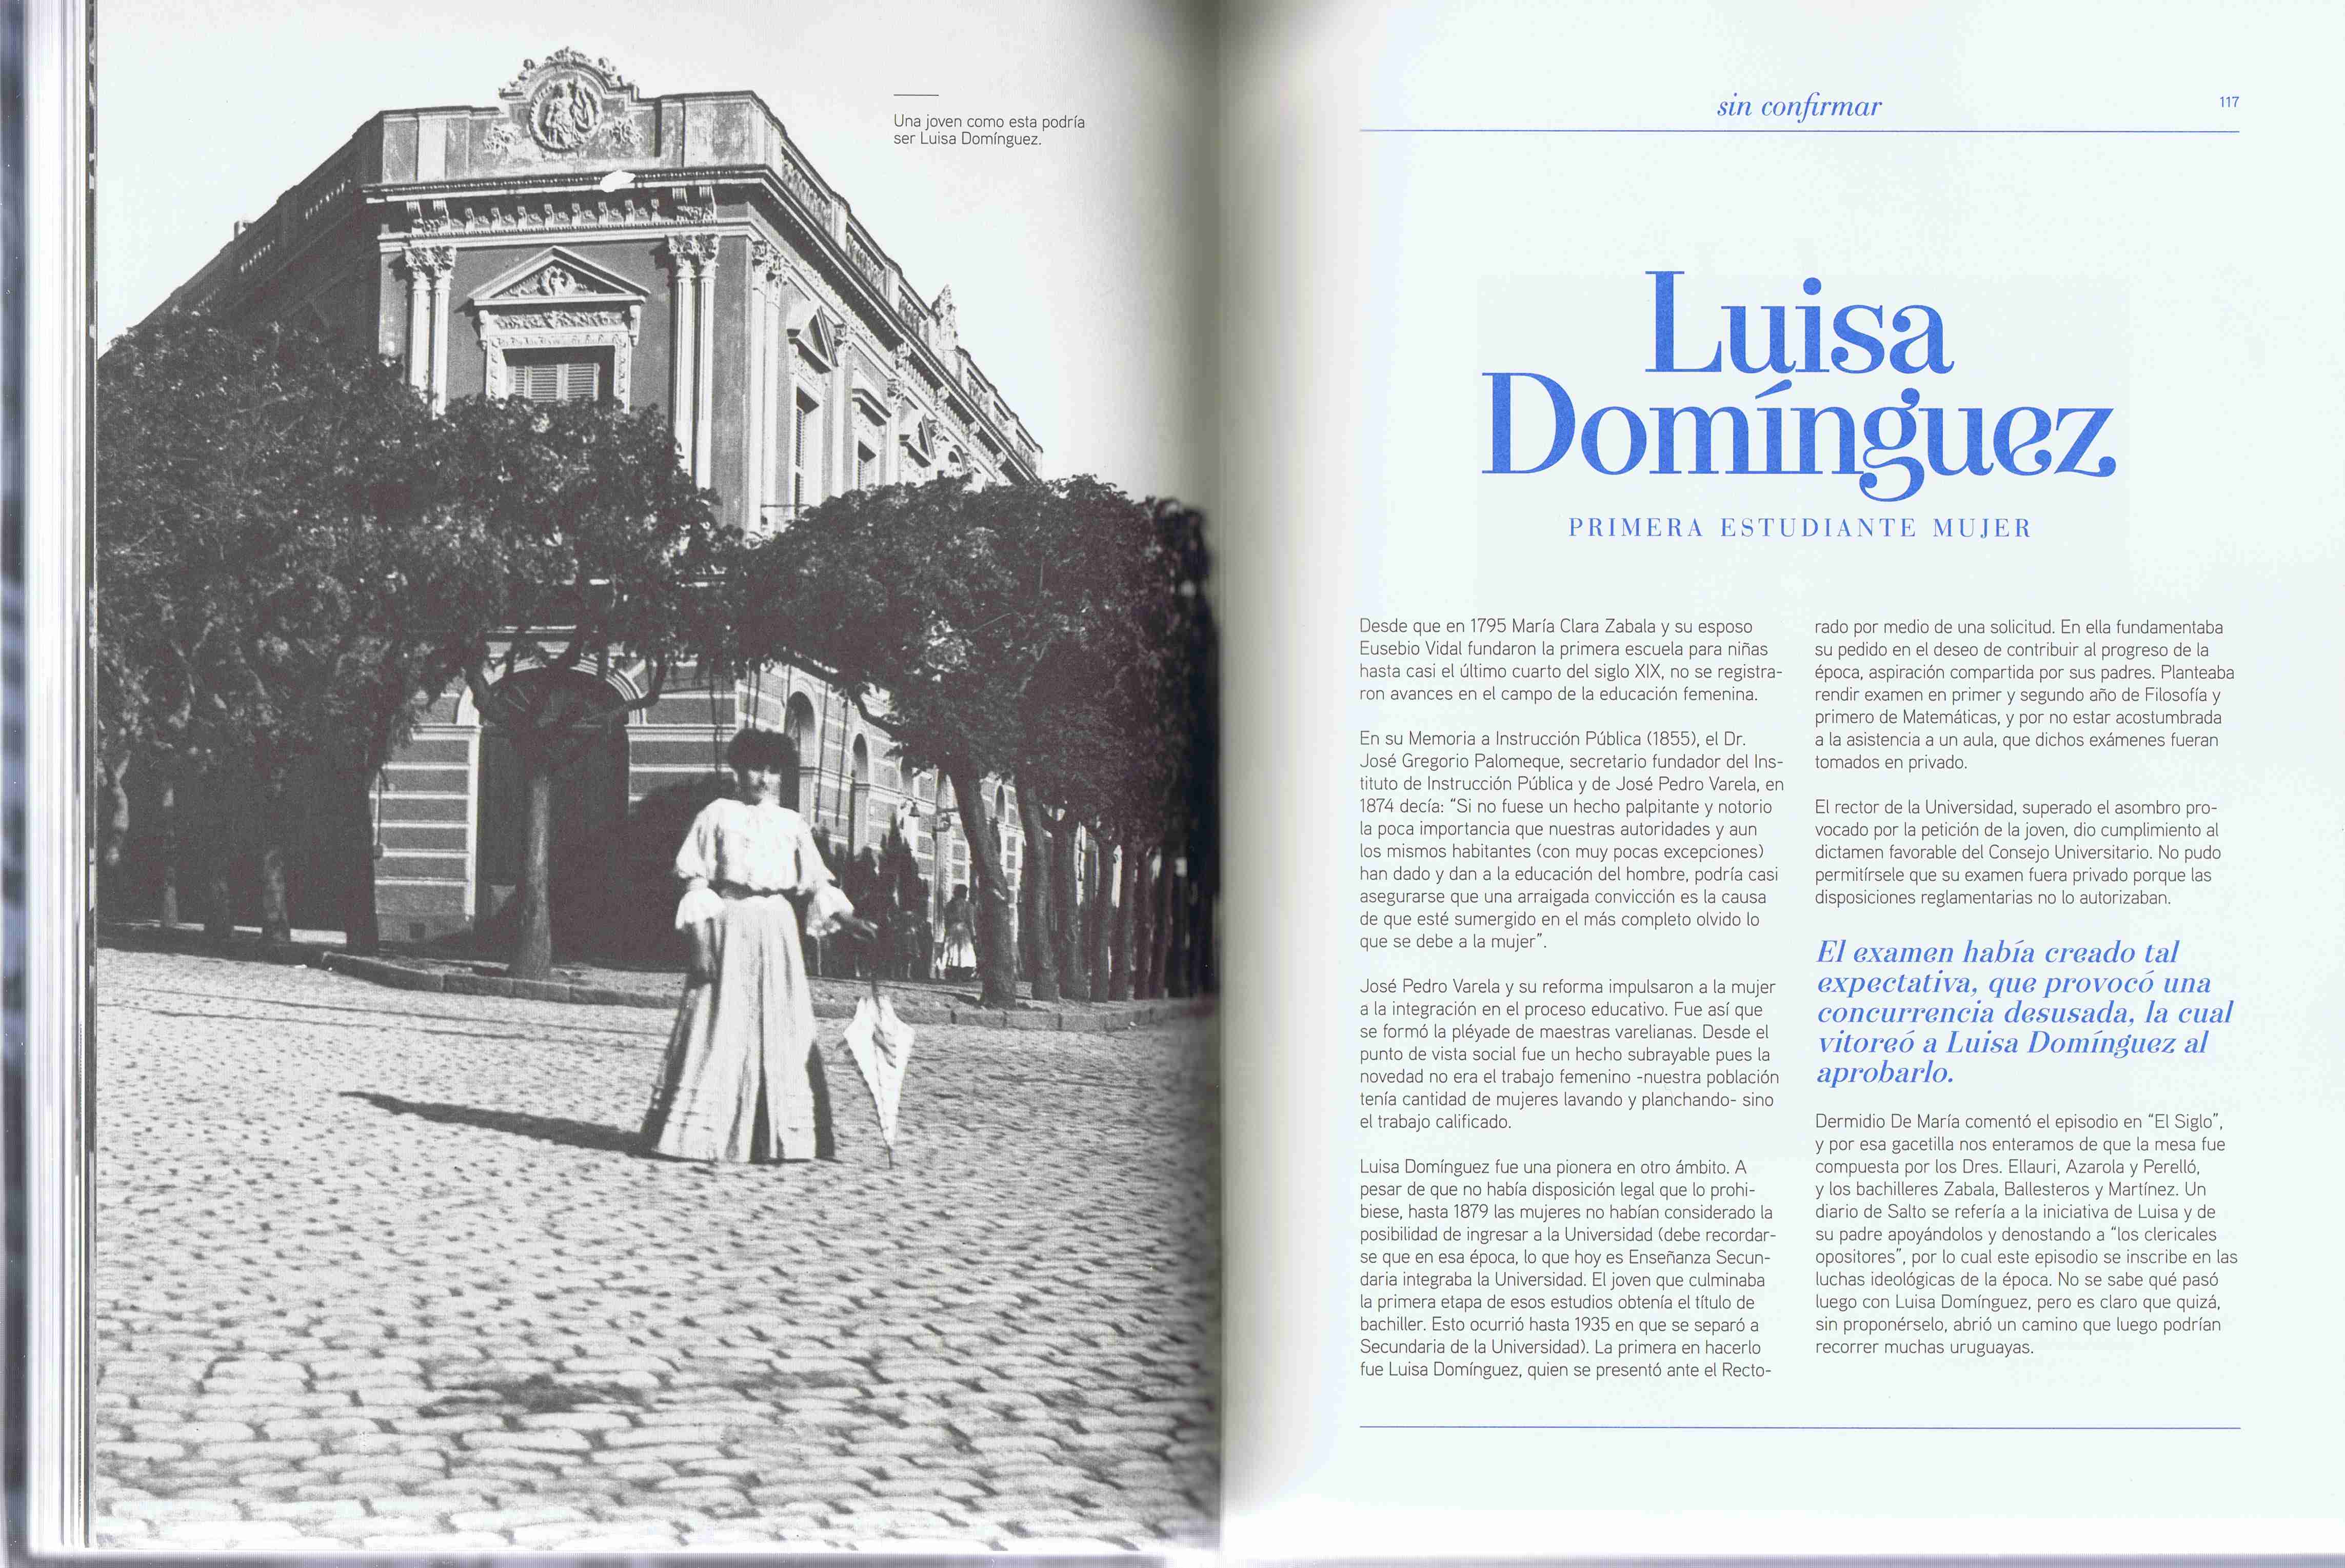 Una joven como esta podría
ser Luisa Domínguez.
sin confirmar
117
Luisa
Domínguez
PRIMERA ESTUDIANTE MUJER
Desde que en 1795 María Clara Zabala y su esposo
Eusebio Vidal fundaron la primera escuela para niñas
hasta casi el último cuarto del siglo XIX, no se registra-
ron avances en el campo de la educación femenina.
En su Memoria a Instrucción Pública (1855), el Dr.
José Gregorio Palomeque, secretario fundador del Ins-
tituto de Instrucción Pública y de José Pedro Varela, en
1874 decía: “Si no fuese un hecho palpitante y notorio
la poca importancia que nuestras autoridades y aun
los mismos habitantes (con muy pocas excepciones)
han dado y dan a la educación del hombre, podría casi
asegurarse que una arraigada convicción es la causa
de que esté sumergido en el más completo olvido lo
que se debe a la mujer”.
José Pedro Varela y su reforma impulsaron a la mujer
a la integración en el proceso educativo. Fue así que
se formó la pléyade de maestras varelianas. Desde el
punto de vista social fue un hecho subrayable pues la
novedad no era el trabajo femenino -nuestra población
tenía cantidad de mujeres lavando y planchando- sino
el trabajo calificado.
Luisa Domínguez fue una pionera en otro ámbito. A
pesar de que no había disposición legal que lo prohi-
biese, hasta 1879 las mujeres no habían considerado la
posibilidad de ingresar a la Universidad (debe recordar-
se que en esa época, lo que hoy es Enseñanza Secun-
daria integraba la Universidad. El joven que culminaba
la primera etapa de esos estudios obtenía el título de
bachiller. Esto ocurrió hasta 1935 en que se separó a
Secundaria de la Universidad). La primera en hacerlo
fue Luisa Domínguez, quien se presentó ante el Recto-
rado por medio de una solicitud. En ella fundamentaba
su pedido en el deseo de contribuir al progreso de la
época, aspiración compartida por sus padres. Planteaba
rendir examen en primer y segundo año de Filosofía y
primero de Matemáticas, y por no estar acostumbrada
a la asistencia a un aula, que dichos exámenes fueran
tomados en privado.
El rector de la Universidad, superado el asombro pro-
vocado por la petición de la joven, dio cumplimiento al
dictamen favorable del Consejo Universitario. No pudo
permitírsele que su examen fuera privado porque las
disposiciones reglamentarias no lo autorizaban.
El examen había creado tal
expectativa, que provocó una
concurrencia desusada, la cual
vitoreó a Luisa Domínguez al
aprobarlo.
Dermidio De María comentó el episodio en “El Siglo”,
y por esa gacetilla nos enteramos de que la mesa fue
compuesta por los Dres. Ellauri, Azarola y Perelló,
y los bachilleres Zabala, Ballesteros y Martínez. Un
diario de Salto se refería a la iniciativa de Luisa y de
su padre apoyándolos y denostando a “los clericales
opositores”, por lo cual este episodio se inscribe en las
luchas ideológicas de la época. No se sabe qué pasó
luego con Luisa Domínguez, pero es claro que quizá,
sin proponérselo, abrió un camino que luego podrían
recorrer muchas uruguayas.